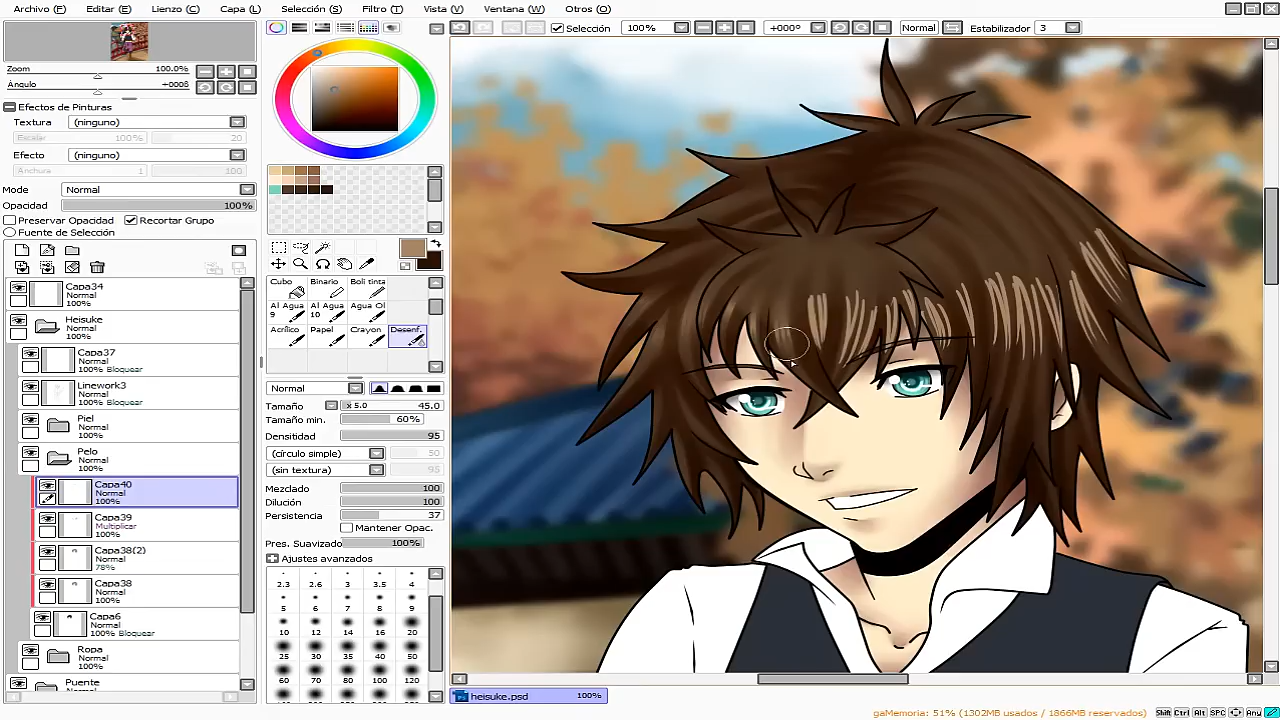 Archivo (F) Editar (E) Lienzo (C) Capa (L) Selección (S) Filtro (T) Vista (V) Ventana (W) Otros (O)
Selección 100% +000° Normal Estabilizador 3
Zoom 100.0%
Ángulo +000ß
Efectos de Pinturas
Textura (ninguno)
Escalar 100% 20
Efecto (ninguno)
Anchura 1 100
Modo Normal
Opacidad 100%
Preservar Opacidad Recortar Grupo
Fuente de Selección
Capa34
Normal
100%
Heisuke
Normal
100%
Capa37
Normal
100% Bloquear
Linework3
Normal
100% Bloquear
Piel
Normal
100%
Pelo
Normal
100%
Capa40
Normal
100%
Capa39
Multiplicar
100%
Capa38(2)
Normal
78%
Capa38
Normal
100%
Capa6
Normal
100% Bloquear
Ropa
Normal
100%
Puente
Normal
Cubo Binario Boli tinta
Al Agua 9 Al Agua 10 Agua Ol
Acrílico Papel Crayon Desenf.
Normal
Tamaño x 5.0 45.0
Tamaño min. 60%
Densitidad 95
(círculo simple) 50
(sin textura) 95
Mezclado 100
Dilución 100
Persistencia 37
Mantener Opac.
Pres. Suavizado 100%
Ajustes avanzados
2.3 2.6 3 3.5 4
5 6 7 8 9
10 12 14 16 20
25 30 35 40 50
60 70 80 100 120
heisuke.psd 100%
gaMemoria: 51% (1302MB usados / 1866MB reservados) Shift Ctrl Alt SPC Any